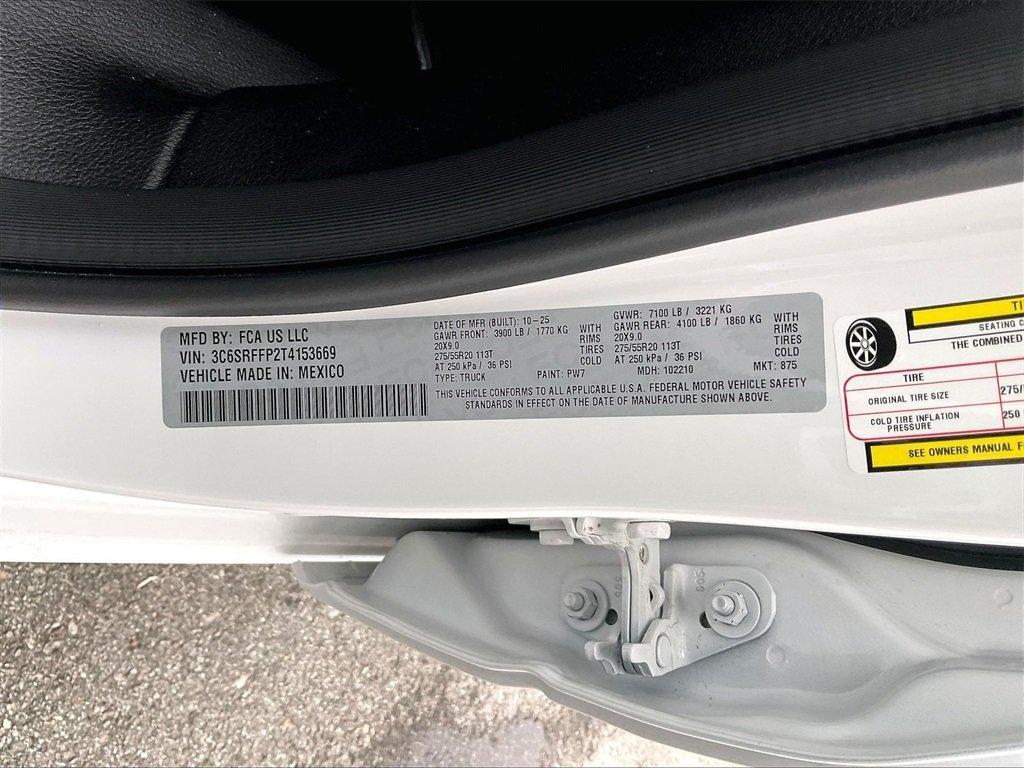 MFD BY: FCA US LLC
VIN: 3C6SRFFP2T4153669
VEHICLE MADE IN: MEXICO
DATE OF MFR (BUILT): 10-25
GAWR FRONT: 3900 LB / 1770 KG WITH
20X9.0 RIMS
275/55R20 113T TIRES
AT 250 kPa / 36 PSI COLD
TYPE: TRUCK PAINT: PW7
GVWR: 7100 LB / 3221 KG
GAWR REAR: 4100 LB / 1860 KG WITH
20X9.0 RIMS
275/55R20 113T TIRES
AT 250 kPa / 36 PSI COLD
MDH: 102210 MKT: 875
THIS VEHICLE CONFORMS TO ALL APPLICABLE U.S.A. FEDERAL MOTOR VEHICLE SAFETY
STANDARDS IN EFFECT ON THE DATE OF MANUFACTURE SHOWN ABOVE.
TI
SEATING C
THE COMBINED
TIRE
ORIGINAL TIRE SIZE 275/
COLD TIRE INFLATION
PRESSURE 250
SEE OWNERS MANUAL F
505
505